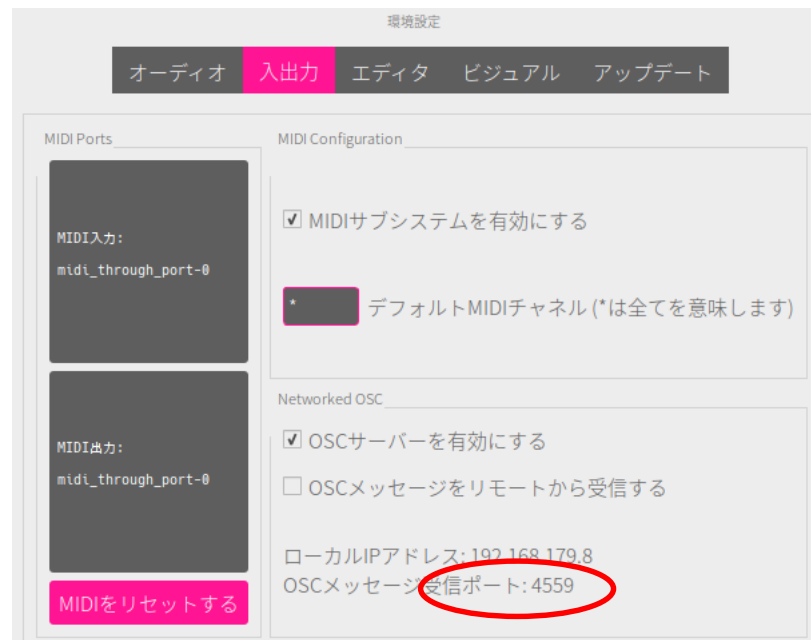 環境設定
オーディオ 入出力 エディタ ビジュアル アップデート
MIDI Ports
MIDI入力:
midi_through_port-0
MIDI出力:
midi_through_port-0
MIDIをリセットする
MIDI Configuration
MIDIサブシステムを有効にする
* デフォルトMIDIチャネル (*は全てを意味します)
Networked OSC
OSCサーバーを有効にする
OSCメッセージをリモートから受信する
ローカルIPアドレス: 192.168.179.8
OSCメッセージ受信ポート: 4559